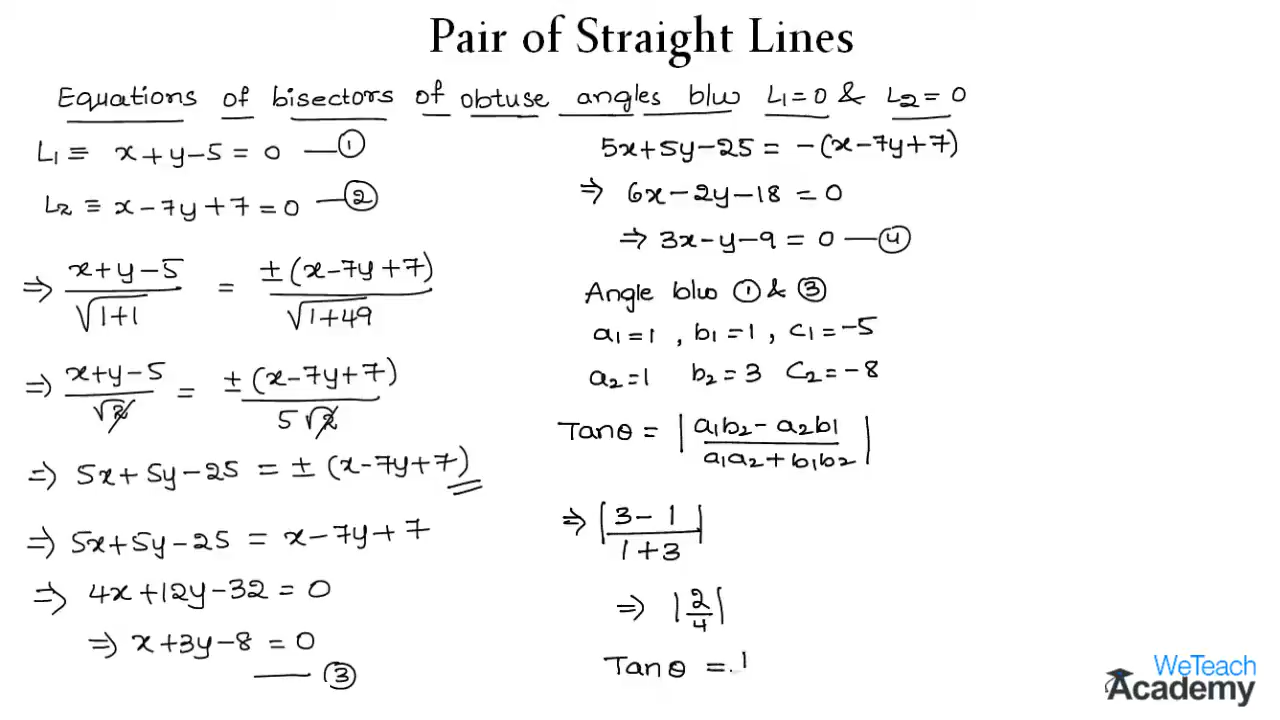 Pair of Straight Lines
Equations of bisectors of obtuse angles b/w L₁=0 & L₂=0
L₁ ≡ x+y-5=0 —①
L₂ ≡ x-7y+7=0 —②
⇒ (x+y-5)/√(1+1) = ±(x-7y+7)/√(1+49)
⇒ (x+y-5)/√2 = ±(x-7y+7)/5√2
⇒ 5x+5y-25 = ±(x-7y+7)
⇒ 5x+5y-25 = x-7y+7
⇒ 4x+12y-32=0
⇒ x+3y-8=0
—③
5x+5y-25 = -(x-7y+7)
⇒ 6x-2y-18=0
⇒ 3x-y-9=0 —④
Angle b/w ① & ③
a₁=1, b₁=1, c₁=-5
a₂=1 b₂=3 c₂=-8
Tanθ = |(a₁b₂-a₂b₁)/(a₁a₂+b₁b₂)|
⇒ |(3-1)/(1+3)|
⇒ |2/4|
Tanθ = 1
WeTeach
Academy